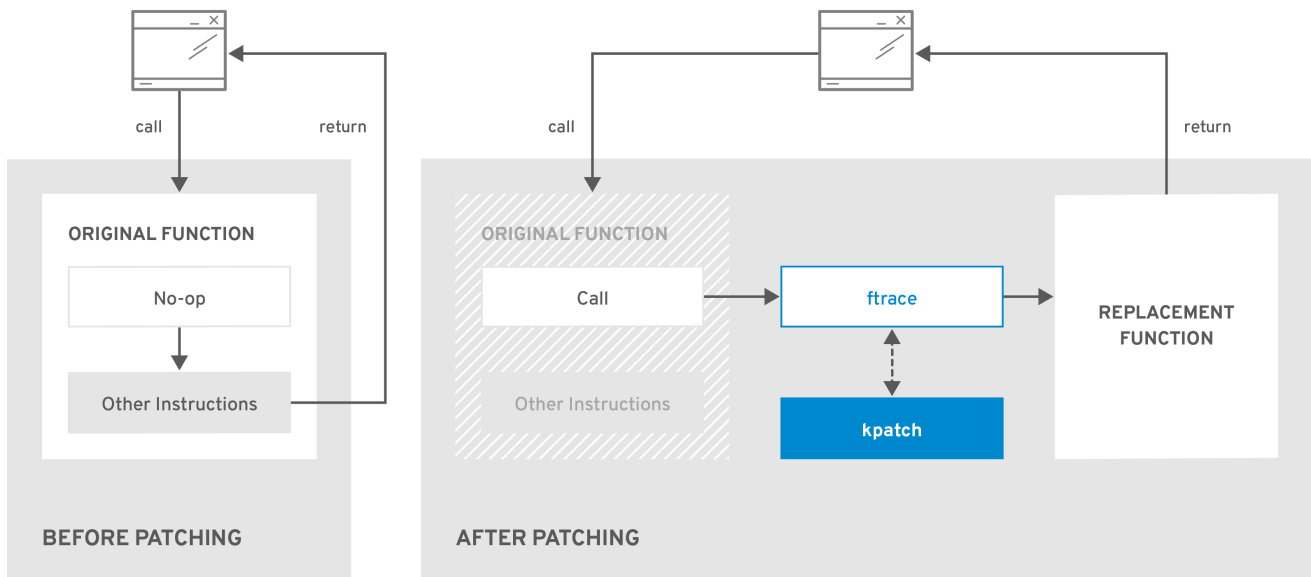 call
return
ORIGINAL FUNCTION
No-op
Other Instructions
BEFORE PATCHING
call
return
ORIGINAL FUNCTION
Call
Other Instructions
ftrace
kpatch
REPLACEMENT
FUNCTION
AFTER PATCHING